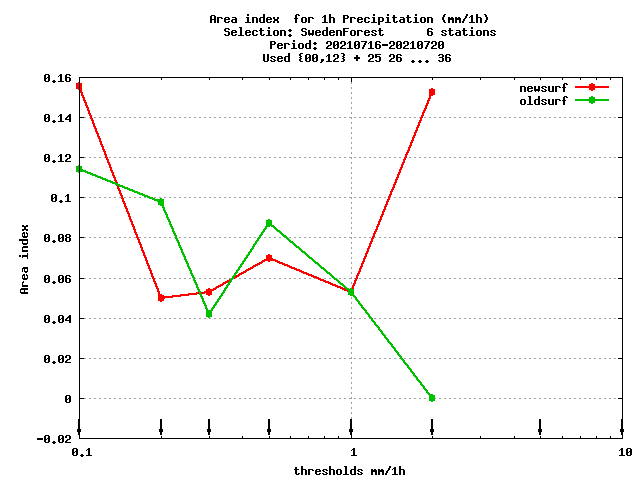 Area index  for 1h Precipitation (mm/1h)
Selection: SwedenForest      6 stations
Period: 20210716-20210720
Used {00,12} + 25 26 ... 36
newsurf
oldsurf
0.16
0.14
0.12
0.1
0.08
0.06
0.04
0.02
0
-0.02
Area index
0.1 1 10
thresholds mm/1h